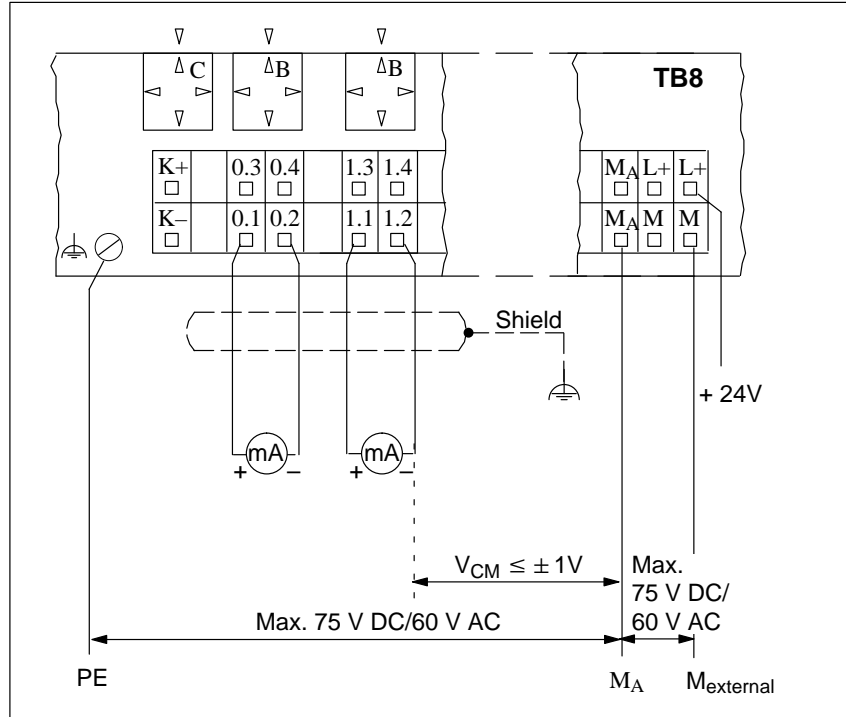 C B B TB8
K+ 0.3 0.4 1.3 1.4 MA L+ L+
K– 0.1 0.2 1.1 1.2 MA M M
Shield
+ 24V
mA mA
+ – + –
VCM ≤ ± 1V
Max.
75 V DC/
60 V AC
Max. 75 V DC/60 V AC
PE MA Mexternal